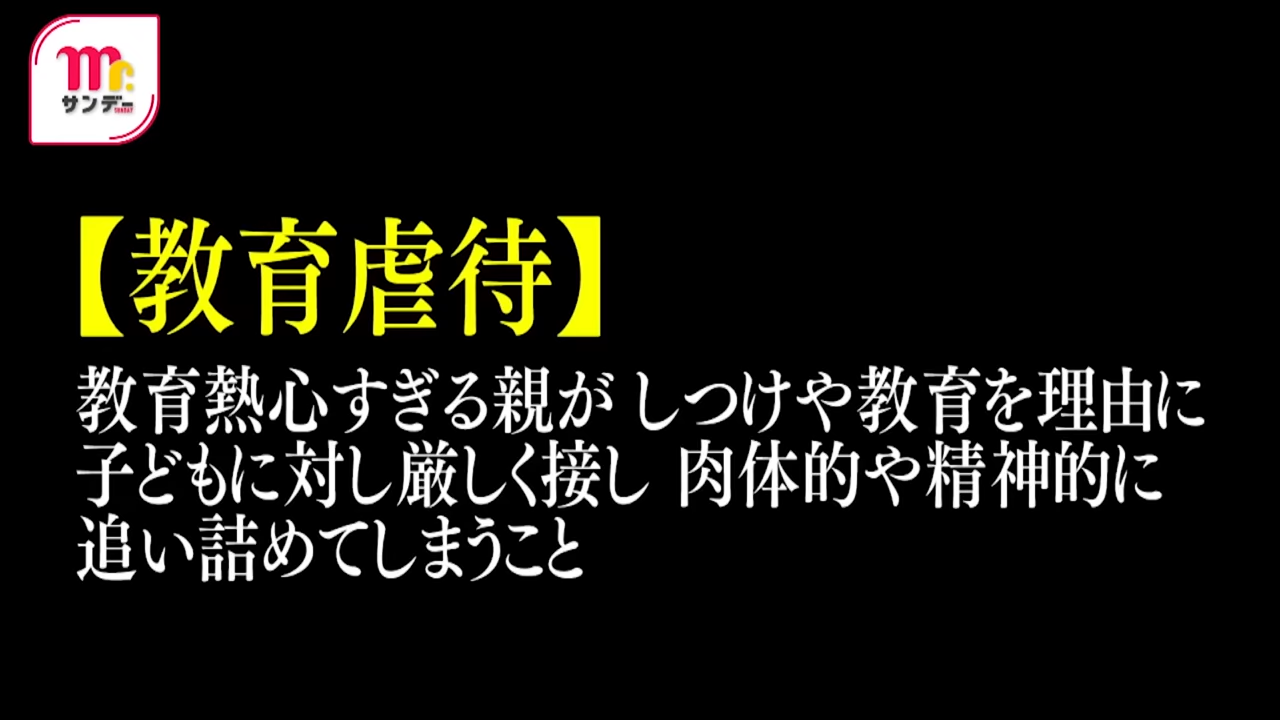 Mr.
サンデー
SUNDAY
【教育虐待】
教育熱心すぎる親が しつけや教育を理由に
子どもに対し厳しく接し 肉体的や精神的に
追い詰めてしまうこと